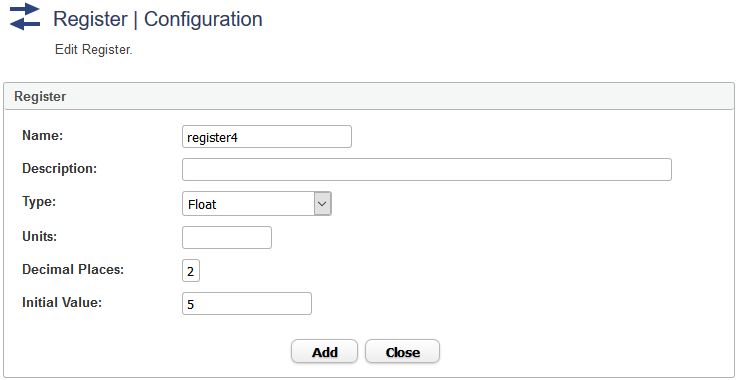 Register | Configuration
Edit Register.
Register
Name: register4
Description:
Type: Float
Units:
Decimal Places: 2
Initial Value: 5
Add Close